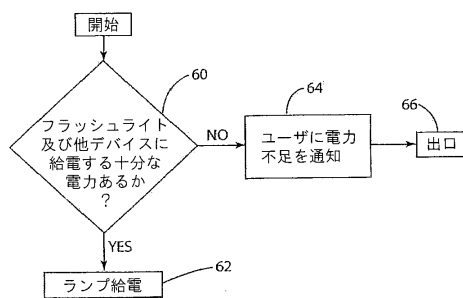 開始
60
フラッシュライト
及び他デバイスに
給電する十分な
電力あるか
?
NO
64
ユーザに電力
不足を通知
66
出口
YES
ランプ給電
62